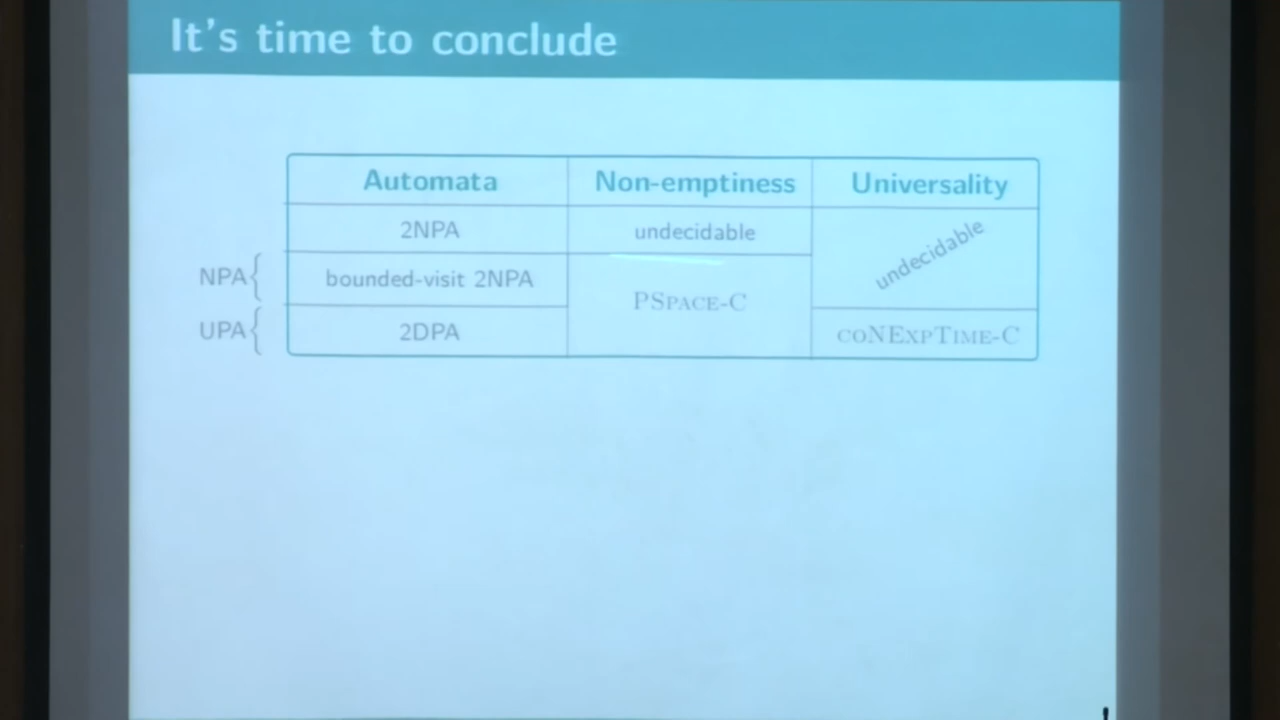 It's time to conclude
Automata Non-emptiness Universality
2NPA undecidable undecidable
NPA{ bounded-visit 2NPA PSPACE-C
UPA{ 2DPA coNExpTime-C